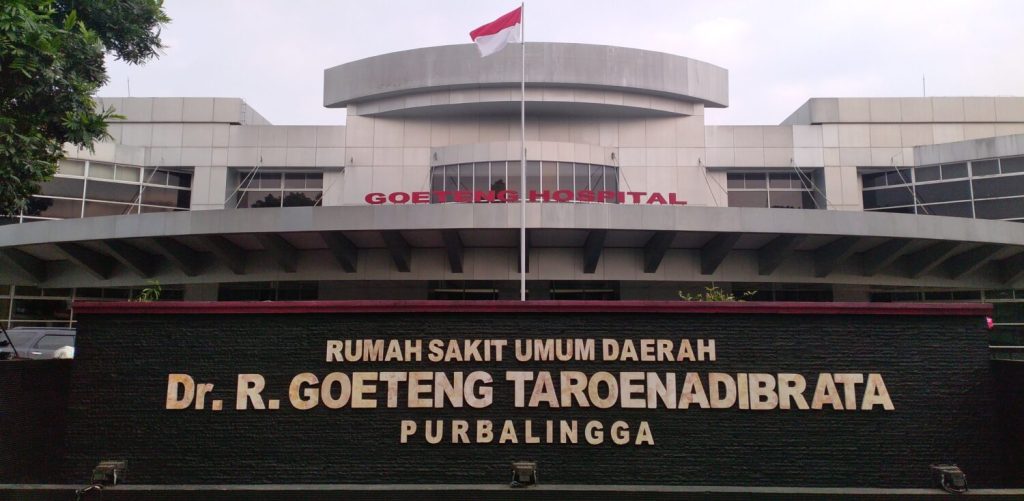 GOETENG HOSPITAL
RUMAH SAKIT UMUM DAERAH
Dr. R. GOETENG TAROENADIBRATA
PURBALINGGA